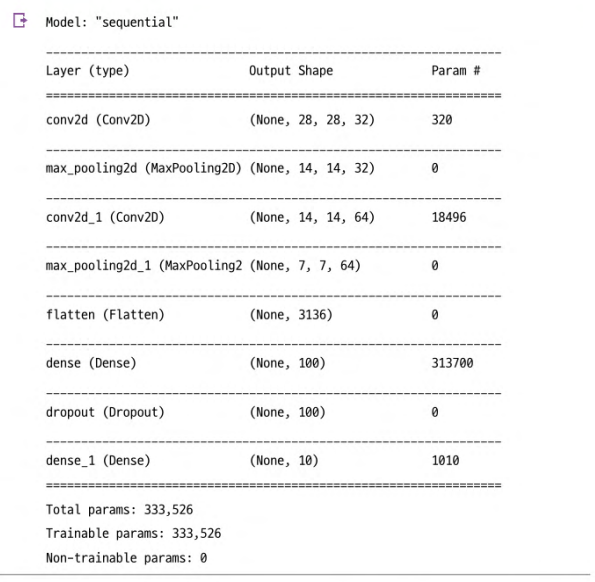 Model: "sequential"
_________________________________________________________________
Layer (type)                 Output Shape              Param #
=================================================================
conv2d (Conv2D)              (None, 28, 28, 32)        320
_________________________________________________________________
max_pooling2d (MaxPooling2D) (None, 14, 14, 32)        0
_________________________________________________________________
conv2d_1 (Conv2D)            (None, 14, 14, 64)        18496
_________________________________________________________________
max_pooling2d_1 (MaxPooling2 (None, 7, 7, 64)          0
_________________________________________________________________
flatten (Flatten)            (None, 3136)              0
_________________________________________________________________
dense (Dense)                (None, 100)               313700
_________________________________________________________________
dropout (Dropout)            (None, 100)               0
_________________________________________________________________
dense_1 (Dense)              (None, 10)                1010
=================================================================
Total params: 333,526
Trainable params: 333,526
Non-trainable params: 0